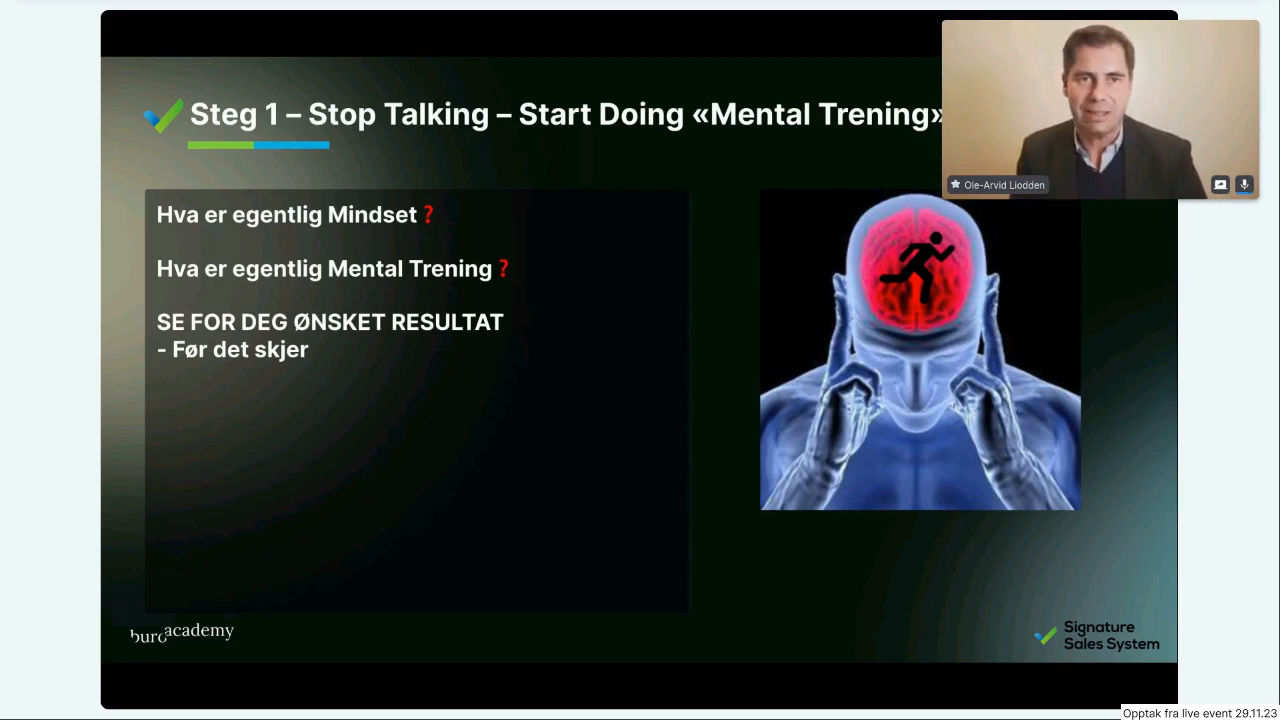 Steg 1 – Stop Talking – Start Doing «Mental Trening»
Ole-Arvid Liodden
Hva er egentlig Mindset ?
Hva er egentlig Mental Trening ?
SE FOR DEG ØNSKET RESULTAT
- Før det skjer
buro academy
Signature
Sales System
Opptak fra live event 29.11.23